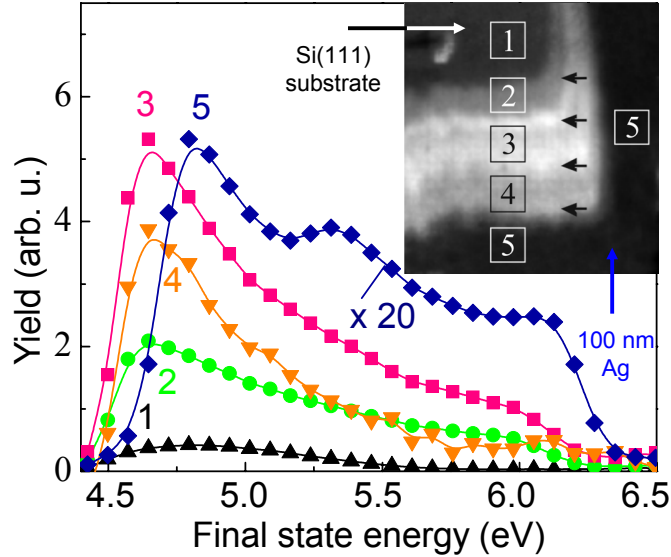 Yield (arb. u.)
6
4
2
0
4.5
5.0
5.5
6.0
6.5
Final state energy (eV)
3
5
4
2
1
x 20
Si(111)
substrate
1
2
3
4
5
5
100 nm
Ag